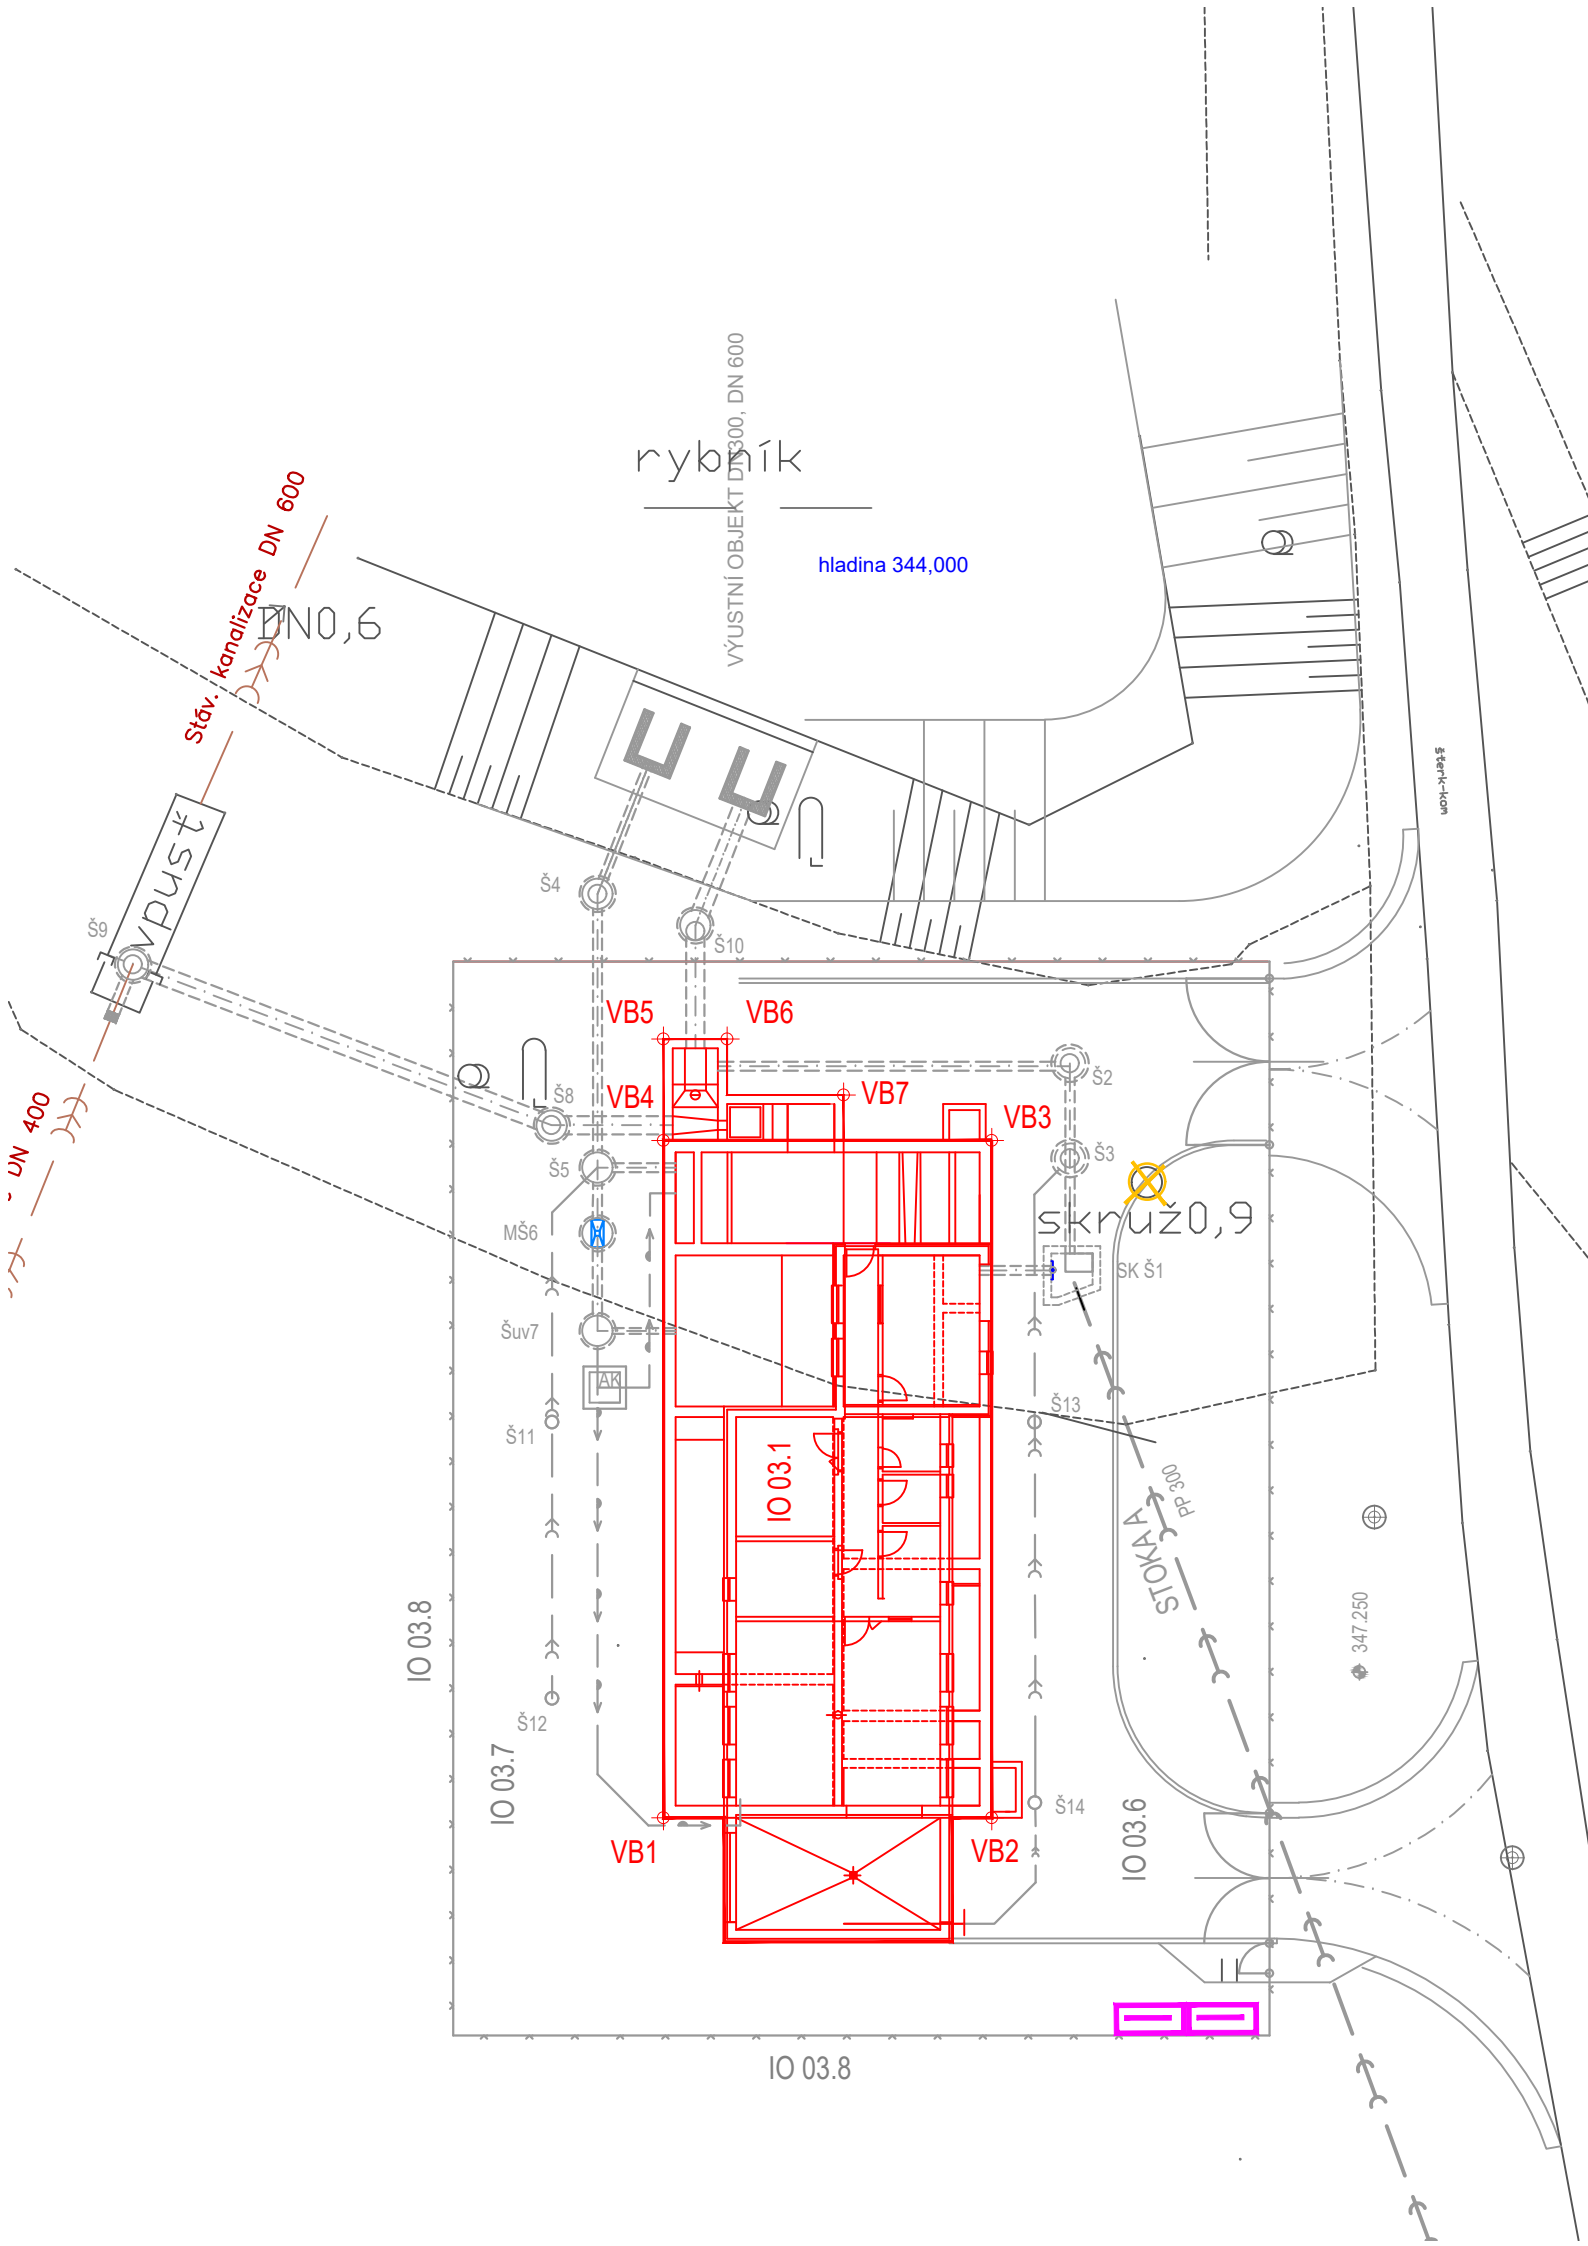 VÝUSTNÍ OBJEKT DN300, DN 600
rybník
hladina 344,000
Stáv. kanalizace DN 600
DN0,6
šterk-kom
vpusť
Š4
Š9
Š10
VB5
VB6
Š2
VB4
VB7
Š8
VB3
DN 400
Š5
Š3
MŠ6
skruž0,9
SK Š1
Šuv7
AK
Š13
Š11
IO 03.1
PP 300
STOKA A
347.250
IO 03.8
Š12
IO 03.7
Š14
IO 03.6
VB1
VB2
IO 03.8